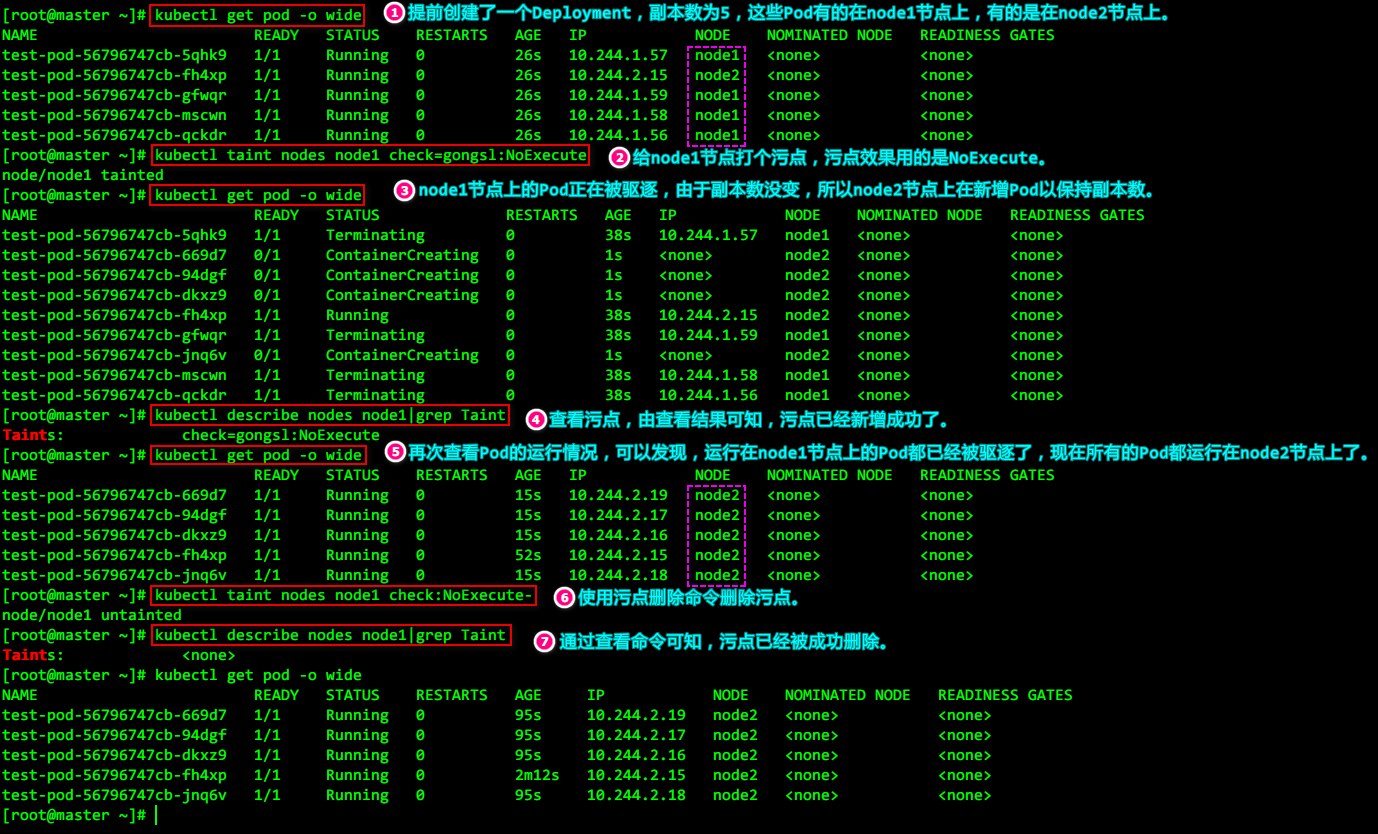 [root@master ~]# kubectl get pod -o wide 1 提前创建了一个Deployment，副本数为5，这些Pod有的在node1节点上，有的是在node2节点上。
NAME READY STATUS RESTARTS AGE IP NODE NOMINATED NODE READINESS GATES
test-pod-56796747cb-5qhk9 1/1 Running 0 26s 10.244.1.57 node1 <none> <none>
test-pod-56796747cb-fh4xp 1/1 Running 0 26s 10.244.2.15 node2 <none> <none>
test-pod-56796747cb-gfwqr 1/1 Running 0 26s 10.244.1.59 node1 <none> <none>
test-pod-56796747cb-mscwn 1/1 Running 0 26s 10.244.1.58 node1 <none> <none>
test-pod-56796747cb-qckdr 1/1 Running 0 26s 10.244.1.56 node1 <none> <none>
[root@master ~]# kubectl taint nodes node1 check=gongsl:NoExecute 2 给node1节点打个污点，污点效果用的是NoExecute。
node/node1 tainted
[root@master ~]# kubectl get pod -o wide 3 node1节点上的Pod正在被驱逐，由于副本数没变，所以node2节点上在新增Pod以保持副本数。
NAME READY STATUS RESTARTS AGE IP NODE NOMINATED NODE READINESS GATES
test-pod-56796747cb-5qhk9 1/1 Terminating 0 38s 10.244.1.57 node1 <none> <none>
test-pod-56796747cb-669d7 0/1 ContainerCreating 0 1s <none> node2 <none> <none>
test-pod-56796747cb-94dgf 0/1 ContainerCreating 0 1s <none> node2 <none> <none>
test-pod-56796747cb-dkxz9 0/1 ContainerCreating 0 1s <none> node2 <none> <none>
test-pod-56796747cb-fh4xp 1/1 Running 0 38s 10.244.2.15 node2 <none> <none>
test-pod-56796747cb-gfwqr 1/1 Terminating 0 38s 10.244.1.59 node1 <none> <none>
test-pod-56796747cb-jnq6v 0/1 ContainerCreating 0 1s <none> node2 <none> <none>
test-pod-56796747cb-mscwn 1/1 Terminating 0 38s 10.244.1.58 node1 <none> <none>
test-pod-56796747cb-qckdr 1/1 Terminating 0 38s 10.244.1.56 node1 <none> <none>
[root@master ~]# kubectl describe nodes node1|grep Taint 4 查看污点，由查看结果可知，污点已经新增成功了。
Taints: check=gongsl:NoExecute
[root@master ~]# kubectl get pod -o wide 5 再次查看Pod的运行情况，可以发现，运行在node1节点上的Pod都已经被驱逐了，现在所有的Pod都运行在node2节点上了。
NAME READY STATUS RESTARTS AGE IP NODE NOMINATED NODE READINESS GATES
test-pod-56796747cb-669d7 1/1 Running 0 15s 10.244.2.19 node2 <none> <none>
test-pod-56796747cb-94dgf 1/1 Running 0 15s 10.244.2.17 node2 <none> <none>
test-pod-56796747cb-dkxz9 1/1 Running 0 15s 10.244.2.16 node2 <none> <none>
test-pod-56796747cb-fh4xp 1/1 Running 0 52s 10.244.2.15 node2 <none> <none>
test-pod-56796747cb-jnq6v 1/1 Running 0 15s 10.244.2.18 node2 <none> <none>
[root@master ~]# kubectl taint nodes node1 check:NoExecute- 6 使用污点删除命令删除污点。
node/node1 untainted
[root@master ~]# kubectl describe nodes node1|grep Taint 7 通过查看命令可知，污点已经被成功删除。
Taints: <none>
[root@master ~]# kubectl get pod -o wide
NAME READY STATUS RESTARTS AGE IP NODE NOMINATED NODE READINESS GATES
test-pod-56796747cb-669d7 1/1 Running 0 95s 10.244.2.19 node2 <none> <none>
test-pod-56796747cb-94dgf 1/1 Running 0 95s 10.244.2.17 node2 <none> <none>
test-pod-56796747cb-dkxz9 1/1 Running 0 95s 10.244.2.16 node2 <none> <none>
test-pod-56796747cb-fh4xp 1/1 Running 0 2m12s 10.244.2.15 node2 <none> <none>
test-pod-56796747cb-jnq6v 1/1 Running 0 95s 10.244.2.18 node2 <none> <none>
[root@master ~]#